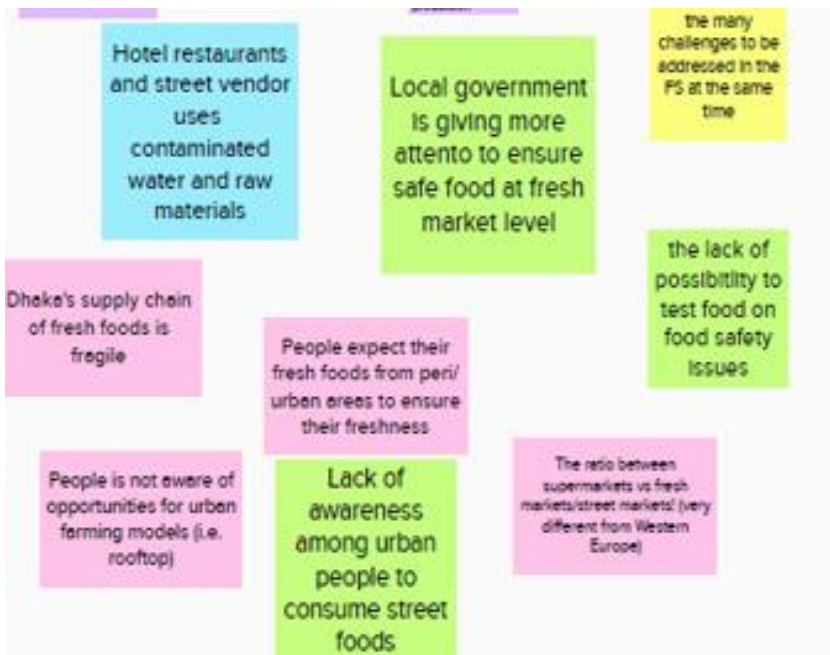 Hotel restaurants
and street vendor
uses
contaminated
water and raw
materials
Local government
is giving more
attento to ensure
safe food at fresh
market level
the many
challenges to be
addressed in the
FS at the same
time
Dhaka's supply chain
of fresh foods is
fragile
People expect their
fresh foods from peri/
urban areas to ensure
their freshness
the lack of
possibitlity to
test food on
food safety
issues
People is not aware of
opportunities for urban
farming models (i.e.
rooftop)
Lack of
awareness
among urban
people to
consume street
foods
The ratio between
supermarkets vs fresh
markets/street markets! (very
different from Western
Europe)